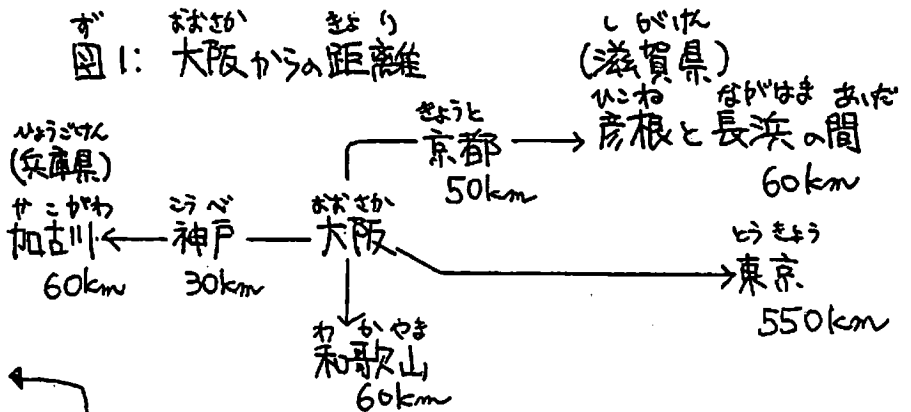 ず おおさか きょり
図1: 大阪からの距離
しがけん
(滋賀県)
ひこね ながはま あいだ
彦根と長浜の間
60km
きょうと
京都
50km
ひょうごけん
(兵庫県)
かこがわ
加古川
60km
こうべ
神戸
30km
おおさか
大阪
とうきょう
東京
550km
わかやま
和歌山
60km